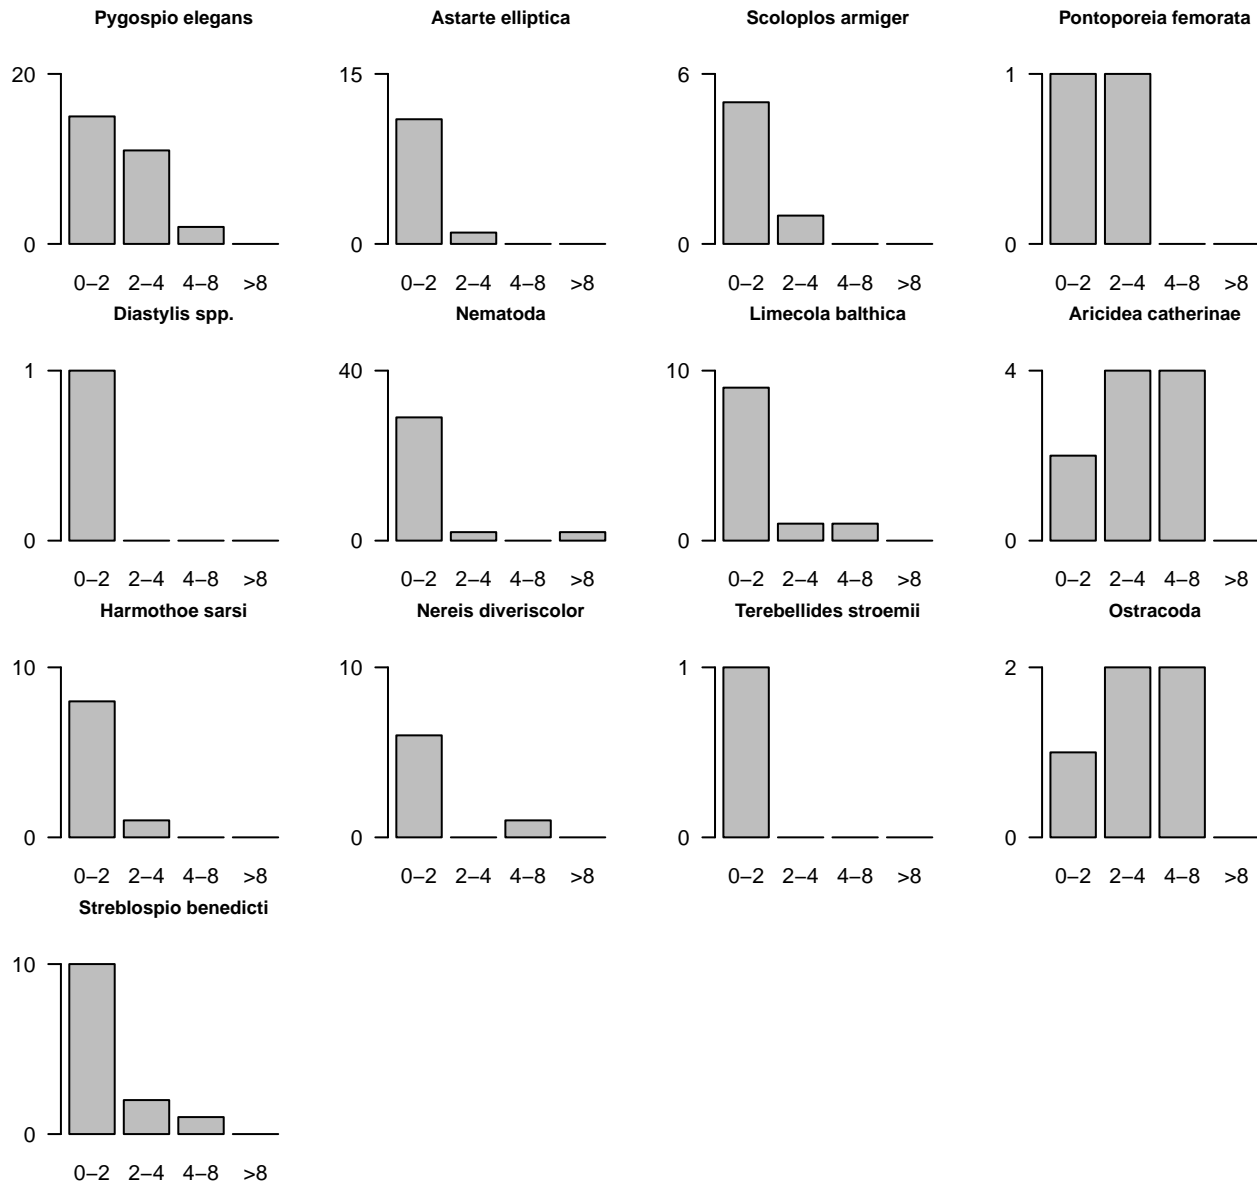 Pygospio elegans Astarte elliptica Scoloplos armiger Pontoporeia femorata
20 15 6 1
10
0 0 0 0
0–2 2–4 4–8 >8 0–2 2–4 4–8 >8 0–2 2–4 4–8 >8 0–2 2–4 4–8 >8
Diastylis spp. Nematoda Limecola balthica Aricidea catherinae
1 40 10 4
0 0 0 0
0–2 2–4 4–8 >8 0–2 2–4 4–8 >8 0–2 2–4 4–8 >8 0–2 2–4 4–8 >8
Harmothoe sarsi Nereis diveriscolor Terebellides stroemii Ostracoda
10 10 1 2
0 0 0 0
0–2 2–4 4–8 >8 0–2 2–4 4–8 >8 0–2 2–4 4–8 >8 0–2 2–4 4–8 >8
Streblospio benedicti
10
0
0–2 2–4 4–8 >8